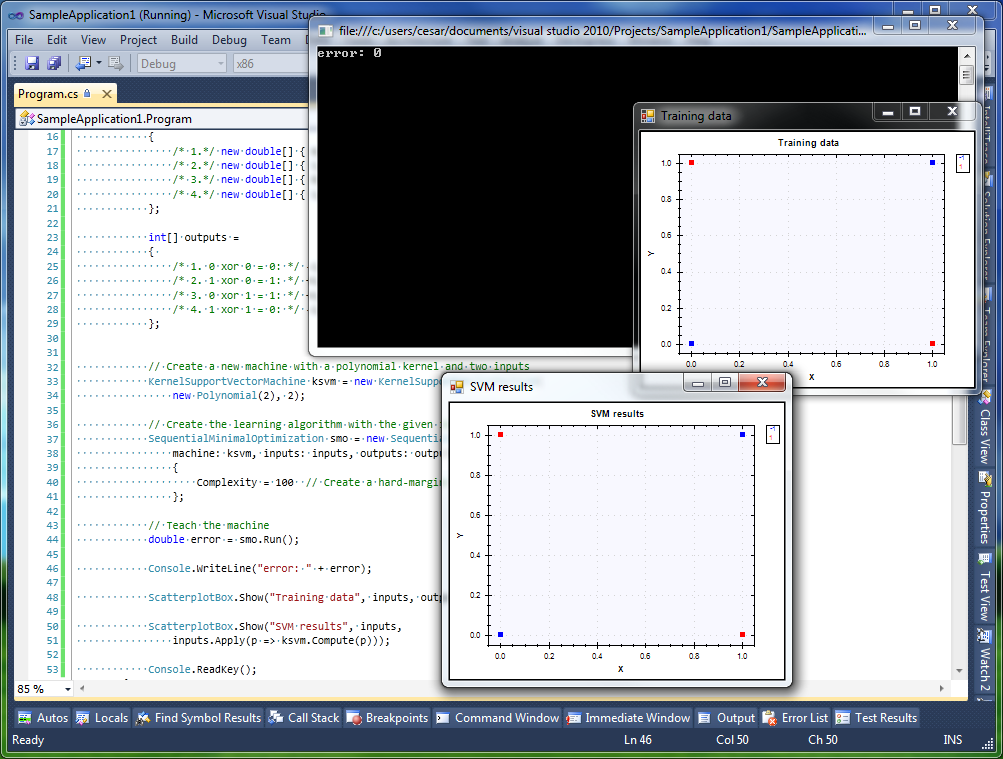 SampleApplication1 (Running) - Microsoft Visual Studio
File Edit View Project Build Debug Team
Debug x86
Program.cs
SampleApplication1.Program
16 {
17 /* 1.*/ new double[] {
18 /* 2.*/ new double[] {
19 /* 3.*/ new double[] {
20 /* 4.*/ new double[] {
21 };
22
23 int[] outputs =
24 {
25 /* 1. 0 xor 0 = 0: */
26 /* 2. 1 xor 0 = 1: */
27 /* 3. 0 xor 1 = 1: */
28 /* 4. 1 xor 1 = 0: */
29 };
30
31
32 // Create a new machine with a polynomial kernel and two inputs
33 KernelSupportVectorMachine ksvm = new KernelSupp
34 new Polynomial(2), 2);
35
36 // Create the learning algorithm with the given
37 SequentialMinimalOptimization smo = new Sequentia
38 machine: ksvm, inputs: inputs, outputs: outpu
39 {
40 Complexity = 100 // Create a hard-margin
41 };
42
43 // Teach the machine
44 double error = smo.Run();
45
46 Console.WriteLine("error: " + error);
47
48 ScatterplotBox.Show("Training data", inputs, outp
49
50 ScatterplotBox.Show("SVM results", inputs,
51 inputs.Apply(p => ksvm.Compute(p)));
52
53 Console.ReadKey();
85 %
file:///c:/users/cesar/documents/visual studio 2010/Projects/SampleApplication1/SampleApplicati...
error: 0
Training data
Training data
-1
1
1.0
0.8
0.6
0.4
0.2
0.0
Y
0.0 0.2 0.4 0.6 0.8 1.0
X
SVM results
SVM results
-1
1
1.0
0.8
0.6
0.4
0.2
0.0
Y
0.0 0.2 0.4 0.6 0.8 1.0
X
IntelliTrace
Solution Explorer
Team Explorer
Class View
Properties
Test View
Watch 2
Autos Locals Find Symbol Results Call Stack Breakpoints Command Window Immediate Window Output Error List Test Results
Ready Ln 46 Col 50 Ch 50 INS